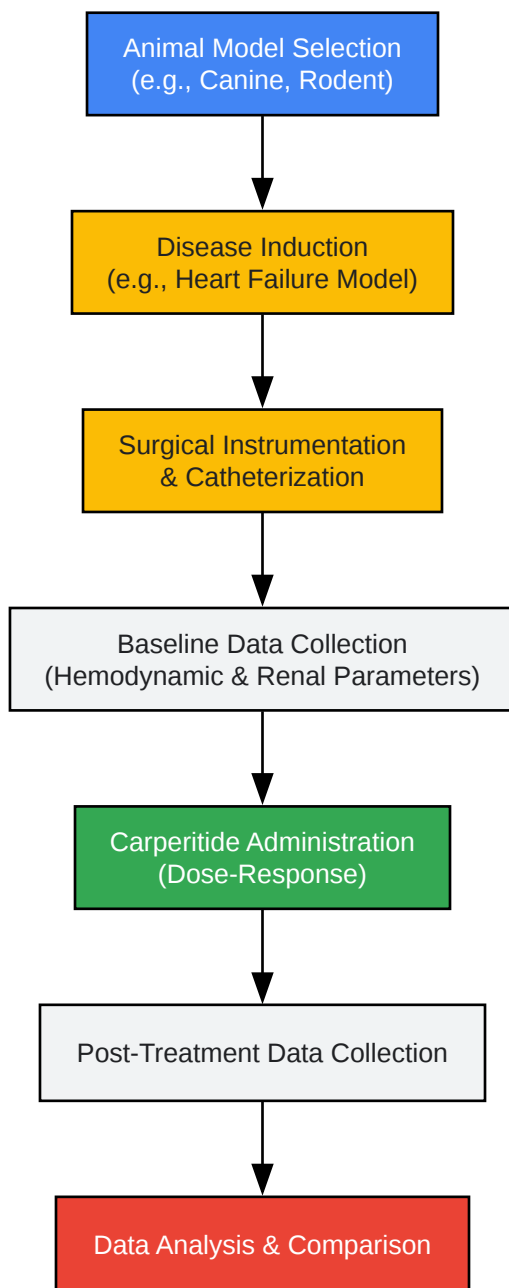 Animal Model Selection
(e.g., Canine, Rodent)
Disease Induction
(e.g., Heart Failure Model)
Surgical Instrumentation
& Catheterization
Baseline Data Collection
(Hemodynamic & Renal Parameters)
Carperitide Administration
(Dose-Response)
Post-Treatment Data Collection
Data Analysis & Comparison